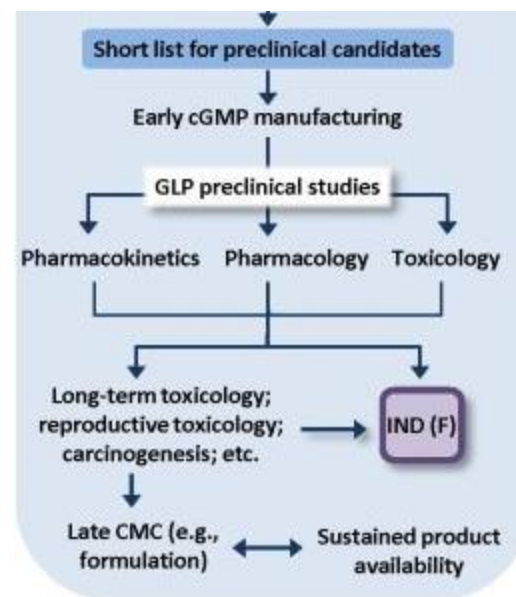 Short list for preclinical candidates
Early cGMP manufacturing
GLP preclinical studies
Pharmacokinetics
Pharmacology
Toxicology
Long-term toxicology;
reproductive toxicology;
carcinogenesis; etc.
IND (F)
Late CMC (e.g.,
formulation)
Sustained product
availability